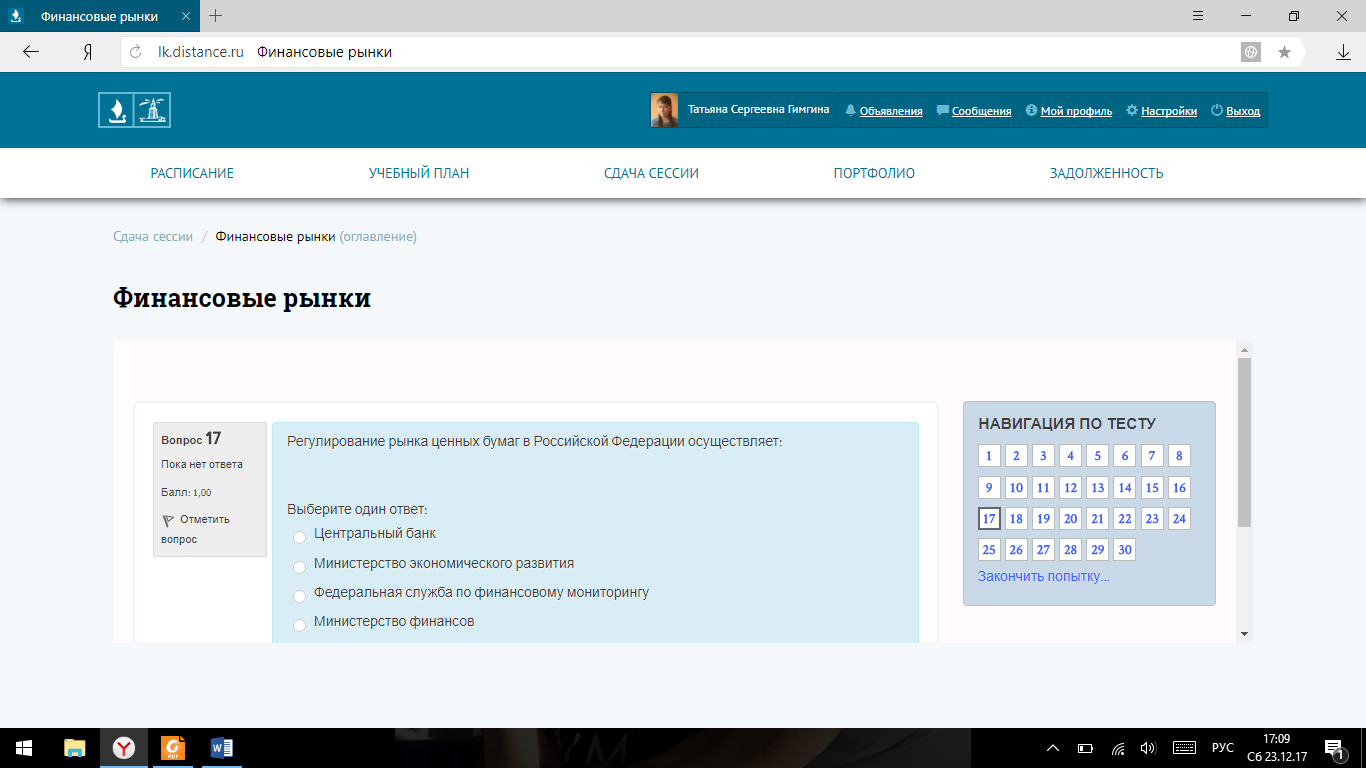 Финансовые рынки
lk.distance.ru Финансовые рынки
Татьяна Сергеевна Гимгина Объявления Сообщения Мой профиль Настройки Выход
РАСПИСАНИЕ УЧЕБНЫЙ ПЛАН СДАЧА СЕССИИ ПОРТФОЛИО ЗАДОЛЖЕННОСТЬ
Сдача сессии / Финансовые рынки (оглавление)
Финансовые рынки
Вопрос 17
Пока нет ответа
Балл: 1,00
Отметить
вопрос
Регулирование рынка ценных бумаг в Российской Федерации осуществляет:
Выберите один ответ:
Центральный банк
Министерство экономического развития
Федеральная служба по финансовому мониторингу
Министерство финансов
НАВИГАЦИЯ ПО ТЕСТУ
1 2 3 4 5 6 7 8
9 10 11 12 13 14 15 16
17 18 19 20 21 22 23 24
25 26 27 28 29 30
Закончить попытку...
РУС
17:09
Сб 23.12.17
1